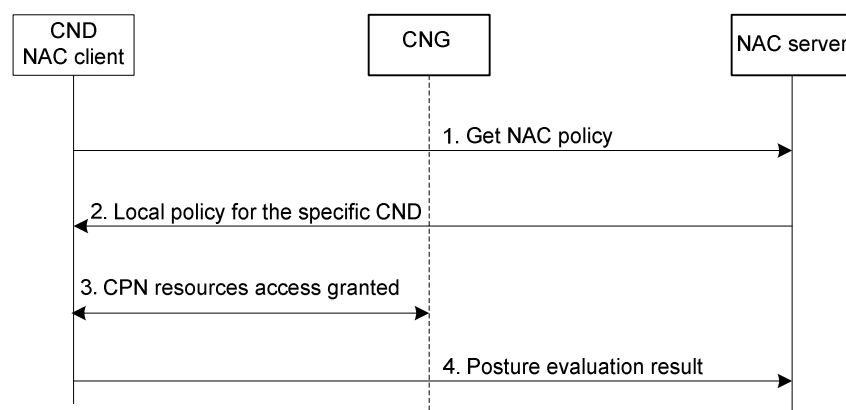 CND
NAC client
CNG
NAC server
1. Get NAC policy
2. Local policy for the specific CND
3. CPN resources access granted
4. Posture evaluation result